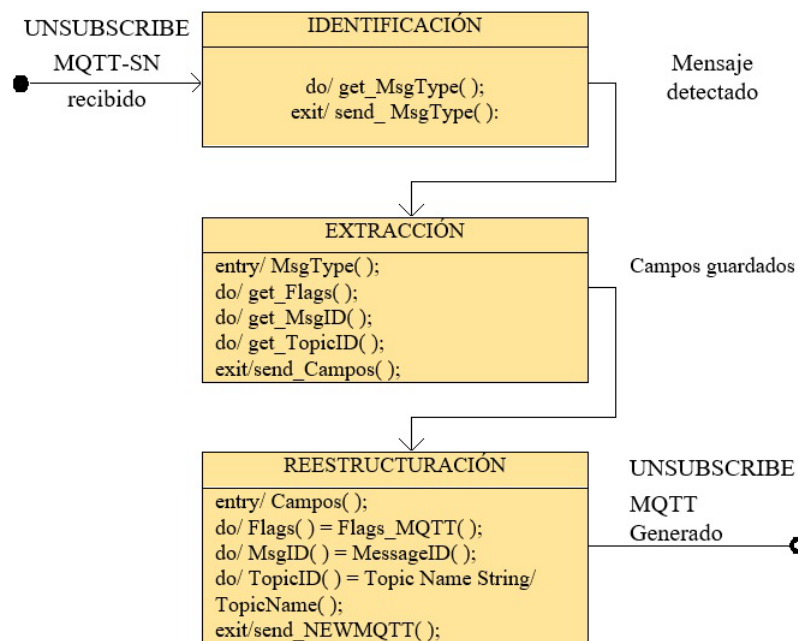 UNSUBSCRIBE
MQTT-SN
recibido
IDENTIFICACIÓN
do/ get_MsgType( );
exit/ send_ MsgType( ):
Mensaje
detectado
EXTRACCIÓN
entry/ MsgType( );
do/ get_Flags( );
do/ get_MsgID( );
do/ get_TopicID( );
exit/send_Campos( );
Campos guardados
REESTRUCTURACIÓN
entry/ Campos( );
do/ Flags( ) = Flags_MQTT( );
do/ MsgID( ) = MessageID( );
do/ TopicID( ) = Topic Name String/
TopicName( );
exit/send_NEWMQTT( );
UNSUBSCRIBE
MQTT
Generado